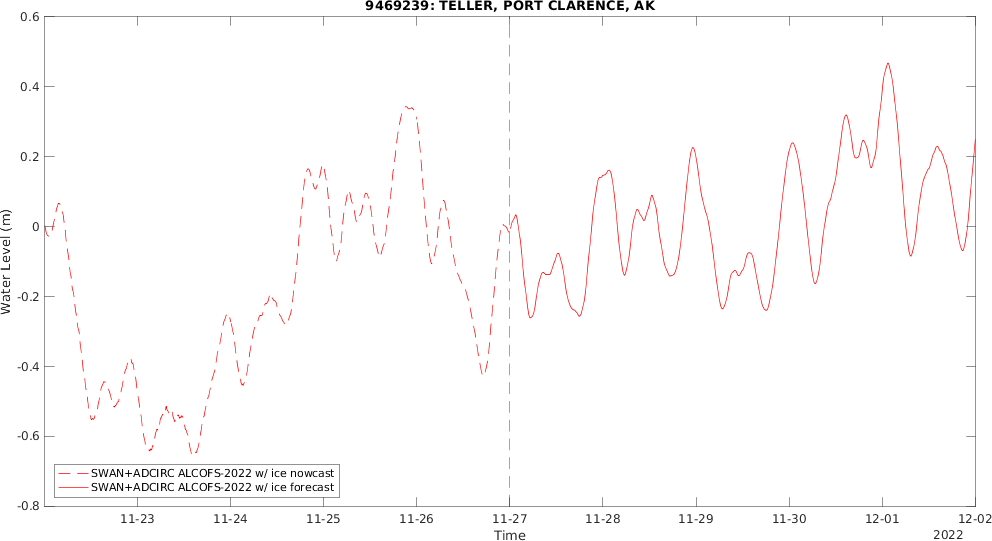 9469239: TELLER, PORT CLARENCE, AK
0.6
0.4
0.2
0
-0.2
-0.4
-0.6
-0.8
Water Level (m)
SWAN+ADCIRC ALCOFS-2022 w/ ice nowcast
SWAN+ADCIRC ALCOFS-2022 w/ ice forecast
11-23 11-24 11-25 11-26 11-27 11-28 11-29 11-30 12-01 12-02
Time
2022